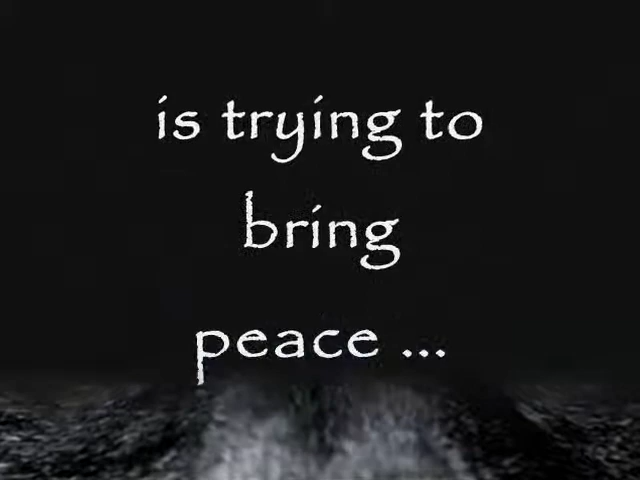 is trying to
bring
peace ...